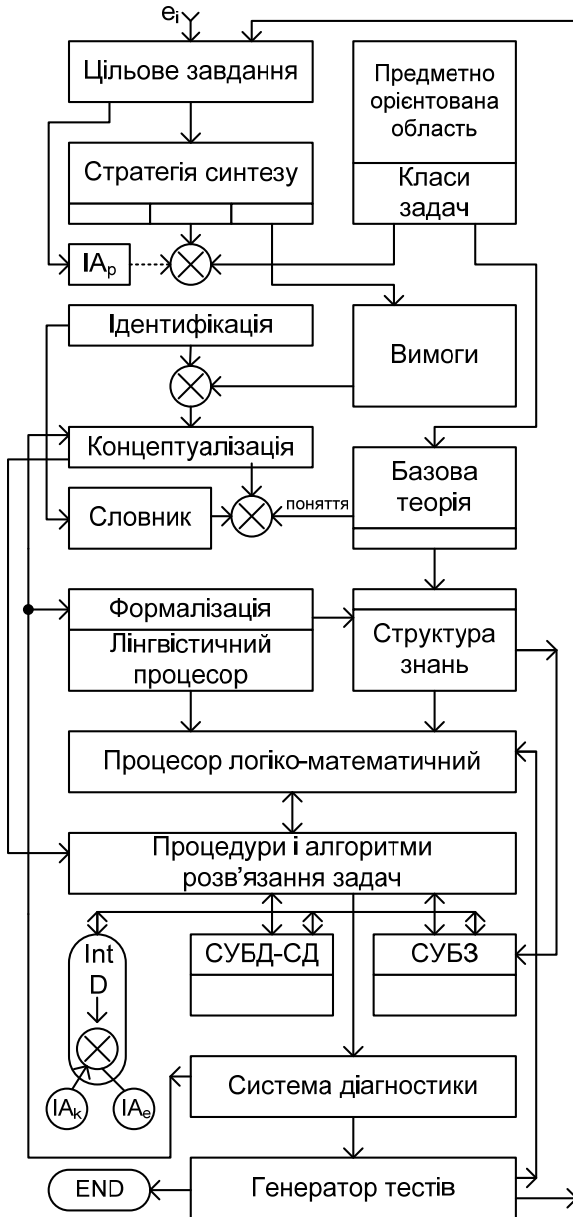 eᵢ
Цільове завдання
Предметно
орієнтована
область
Стратегія синтезу
Класи
задач
ІАₚ
Ідентифікація
Вимоги
Концептуалізація
Базова
теорія
Словник
поняття
Формалізація
Лінгвістичний
процесор
Структура
знань
Процесор логіко-математичний
Процедури і алгоритми
розв'язання задач
Int
D
СУБД-СД
СУБЗ
IAₖ
IAₑ
Система діагностики
END
Генератор тестів